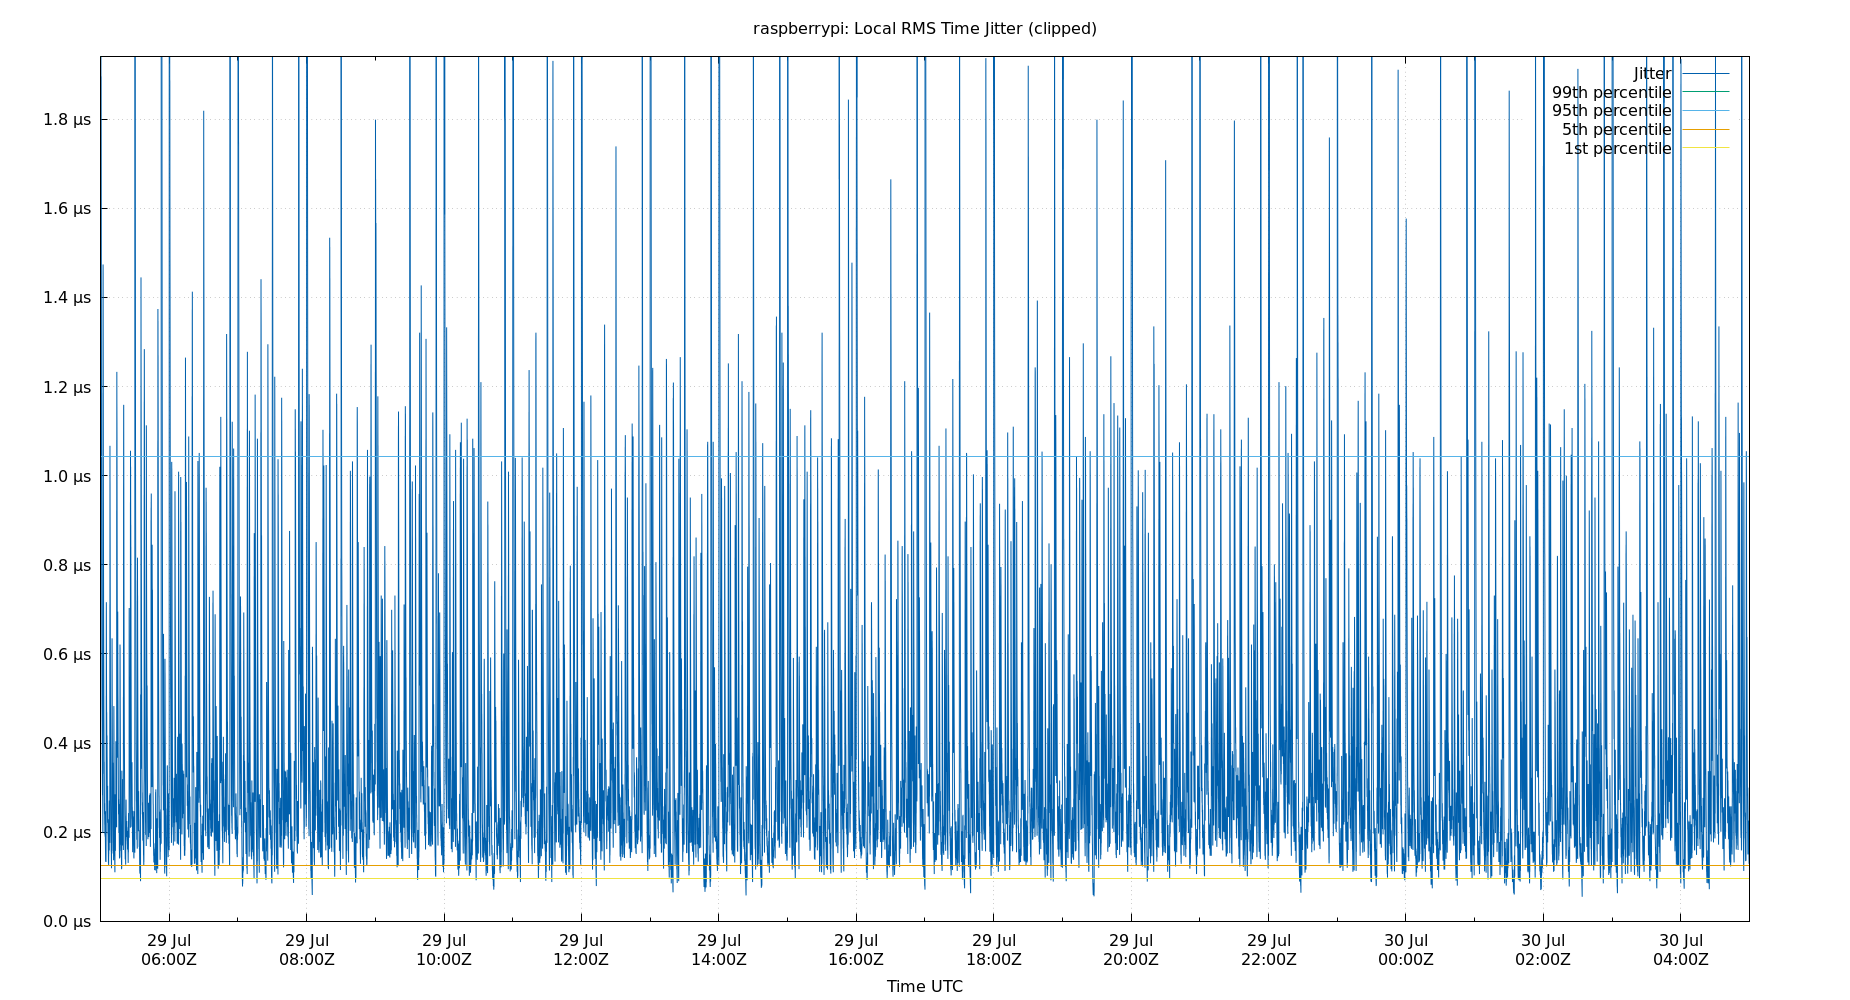 raspberrypi: Local RMS Time Jitter (clipped)
Jitter
99th percentile
95th percentile
5th percentile
1st percentile
1.8 μs
1.6 μs
1.4 μs
1.2 μs
1.0 μs
0.8 μs
0.6 μs
0.4 μs
0.2 μs
0.0 μs
29 Jul 29 Jul 29 Jul 29 Jul 29 Jul 29 Jul 29 Jul 29 Jul 29 Jul 30 Jul 30 Jul 30 Jul
06:00Z 08:00Z 10:00Z 12:00Z 14:00Z 16:00Z 18:00Z 20:00Z 22:00Z 00:00Z 02:00Z 04:00Z
Time UTC